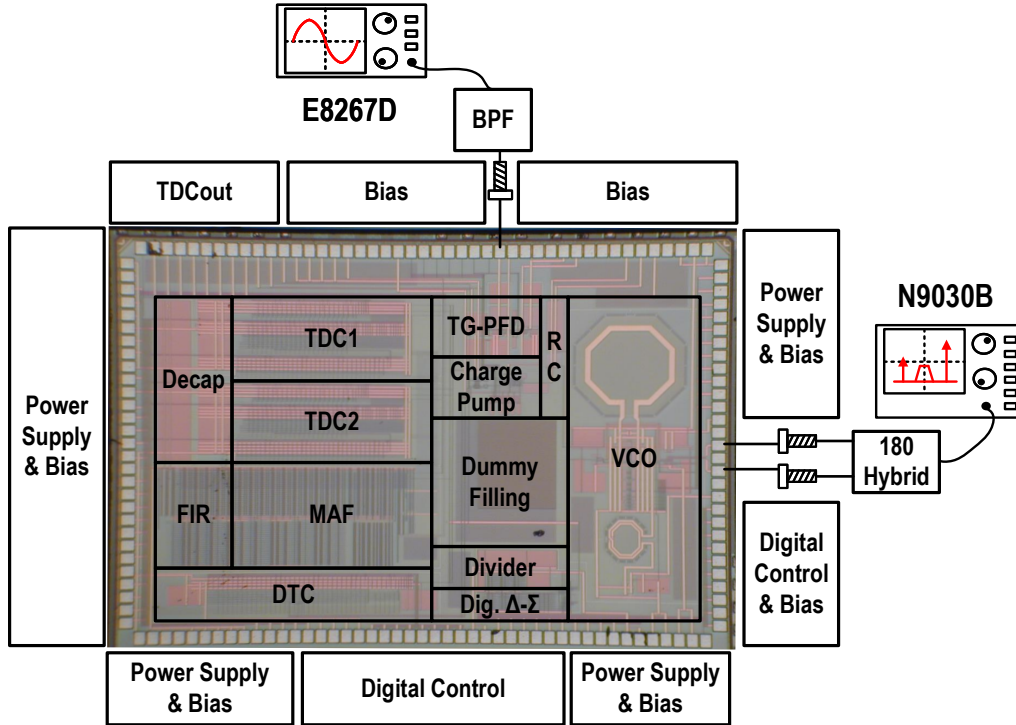 E8267D
BPF
TDCout
Bias
Bias
Power
Supply
& Bias
TDC1
Decap
TDC2
FIR
MAF
DTC
TG-PFD
R
C
Charge
Pump
Dummy
Filling
Divider
Dig. Δ-Σ
VCO
Power
Supply
& Bias
N9030B
180
Hybrid
Digital
Control
& Bias
Power Supply
& Bias
Digital Control
Power Supply
& Bias